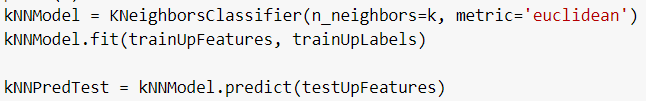 kNNModel = KNeighborsClassifier(n_neighbors=k, metric='euclidean')
kNNModel.fit(trainUpFeatures, trainUpLabels)
kNNPredTest = kNNModel.predict(testUpFeatures)